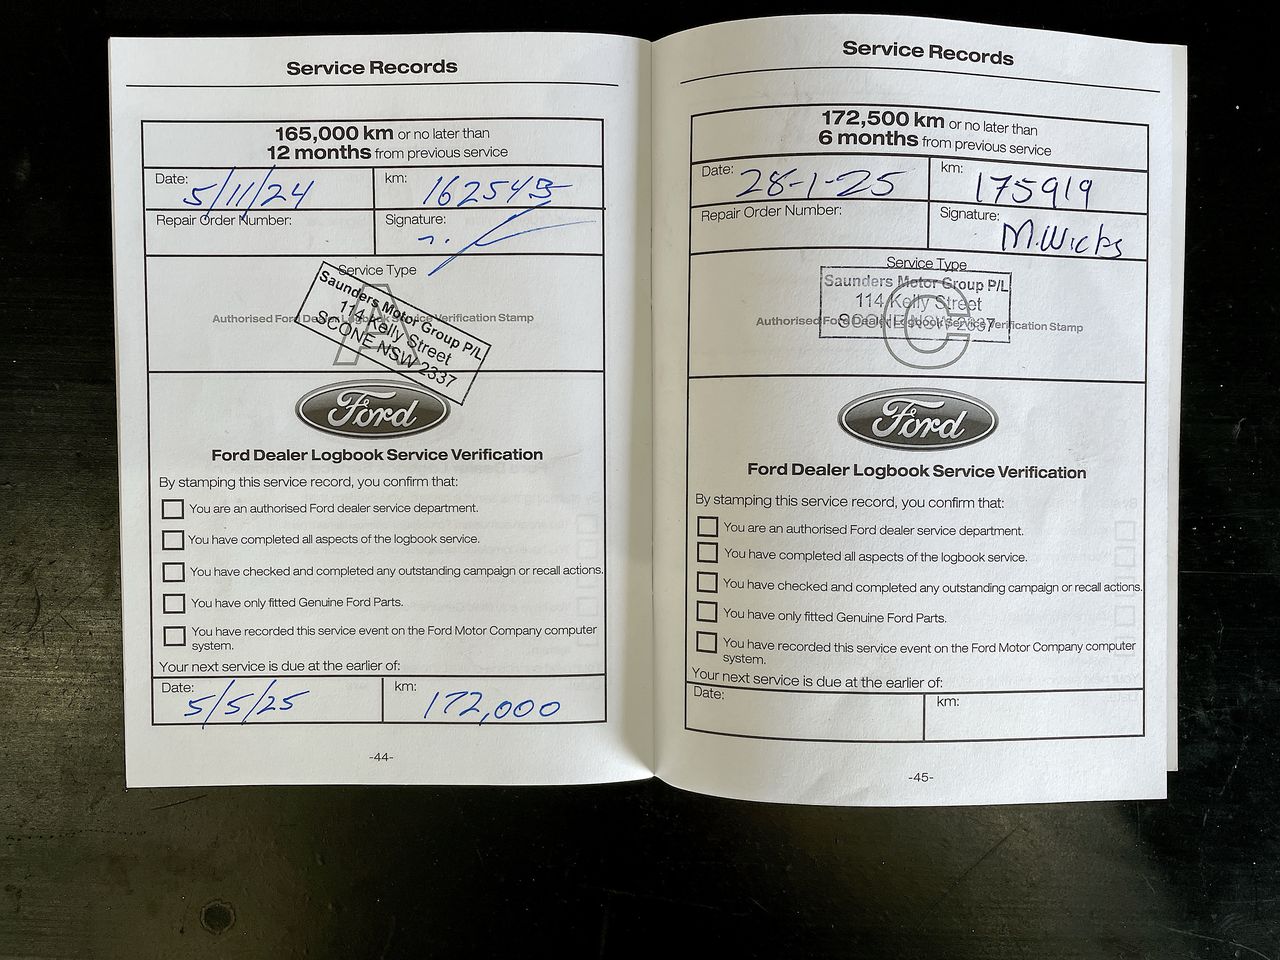 Service Records
165,000 km or no later than
12 months from previous service
Date: 5/11/24
km: 162543
Repair Order Number:
Signature:
Service Type
A
Authorised Ford Dealer Logbook Service Verification Stamp
Saunders Motor Group P/L
114 Kelly Street
SCONE NSW 2337
Ford
Ford Dealer Logbook Service Verification
By stamping this service record, you confirm that:
You are an authorised Ford dealer service department.
You have completed all aspects of the logbook service.
You have checked and completed any outstanding campaign or recall actions.
You have only fitted Genuine Ford Parts.
You have recorded this service event on the Ford Motor Company computer
system.
Your next service is due at the earlier of:
Date: 5/5/25
km: 172,000
-44-
Service Records
172,500 km or no later than
6 months from previous service
Date: 28-1-25
km: 175919
Repair Order Number:
Signature: M.Wicks
Service Type
C
Authorised Ford Dealer Logbook Service Verification Stamp
Saunders Motor Group P/L
114 Kelly Street
SCONE NSW 2337
Ford
Ford Dealer Logbook Service Verification
By stamping this service record, you confirm that:
You are an authorised Ford dealer service department.
You have completed all aspects of the logbook service.
You have checked and completed any outstanding campaign or recall actions.
You have only fitted Genuine Ford Parts.
You have recorded this service event on the Ford Motor Company computer
system.
Your next service is due at the earlier of:
Date:
km:
-45-